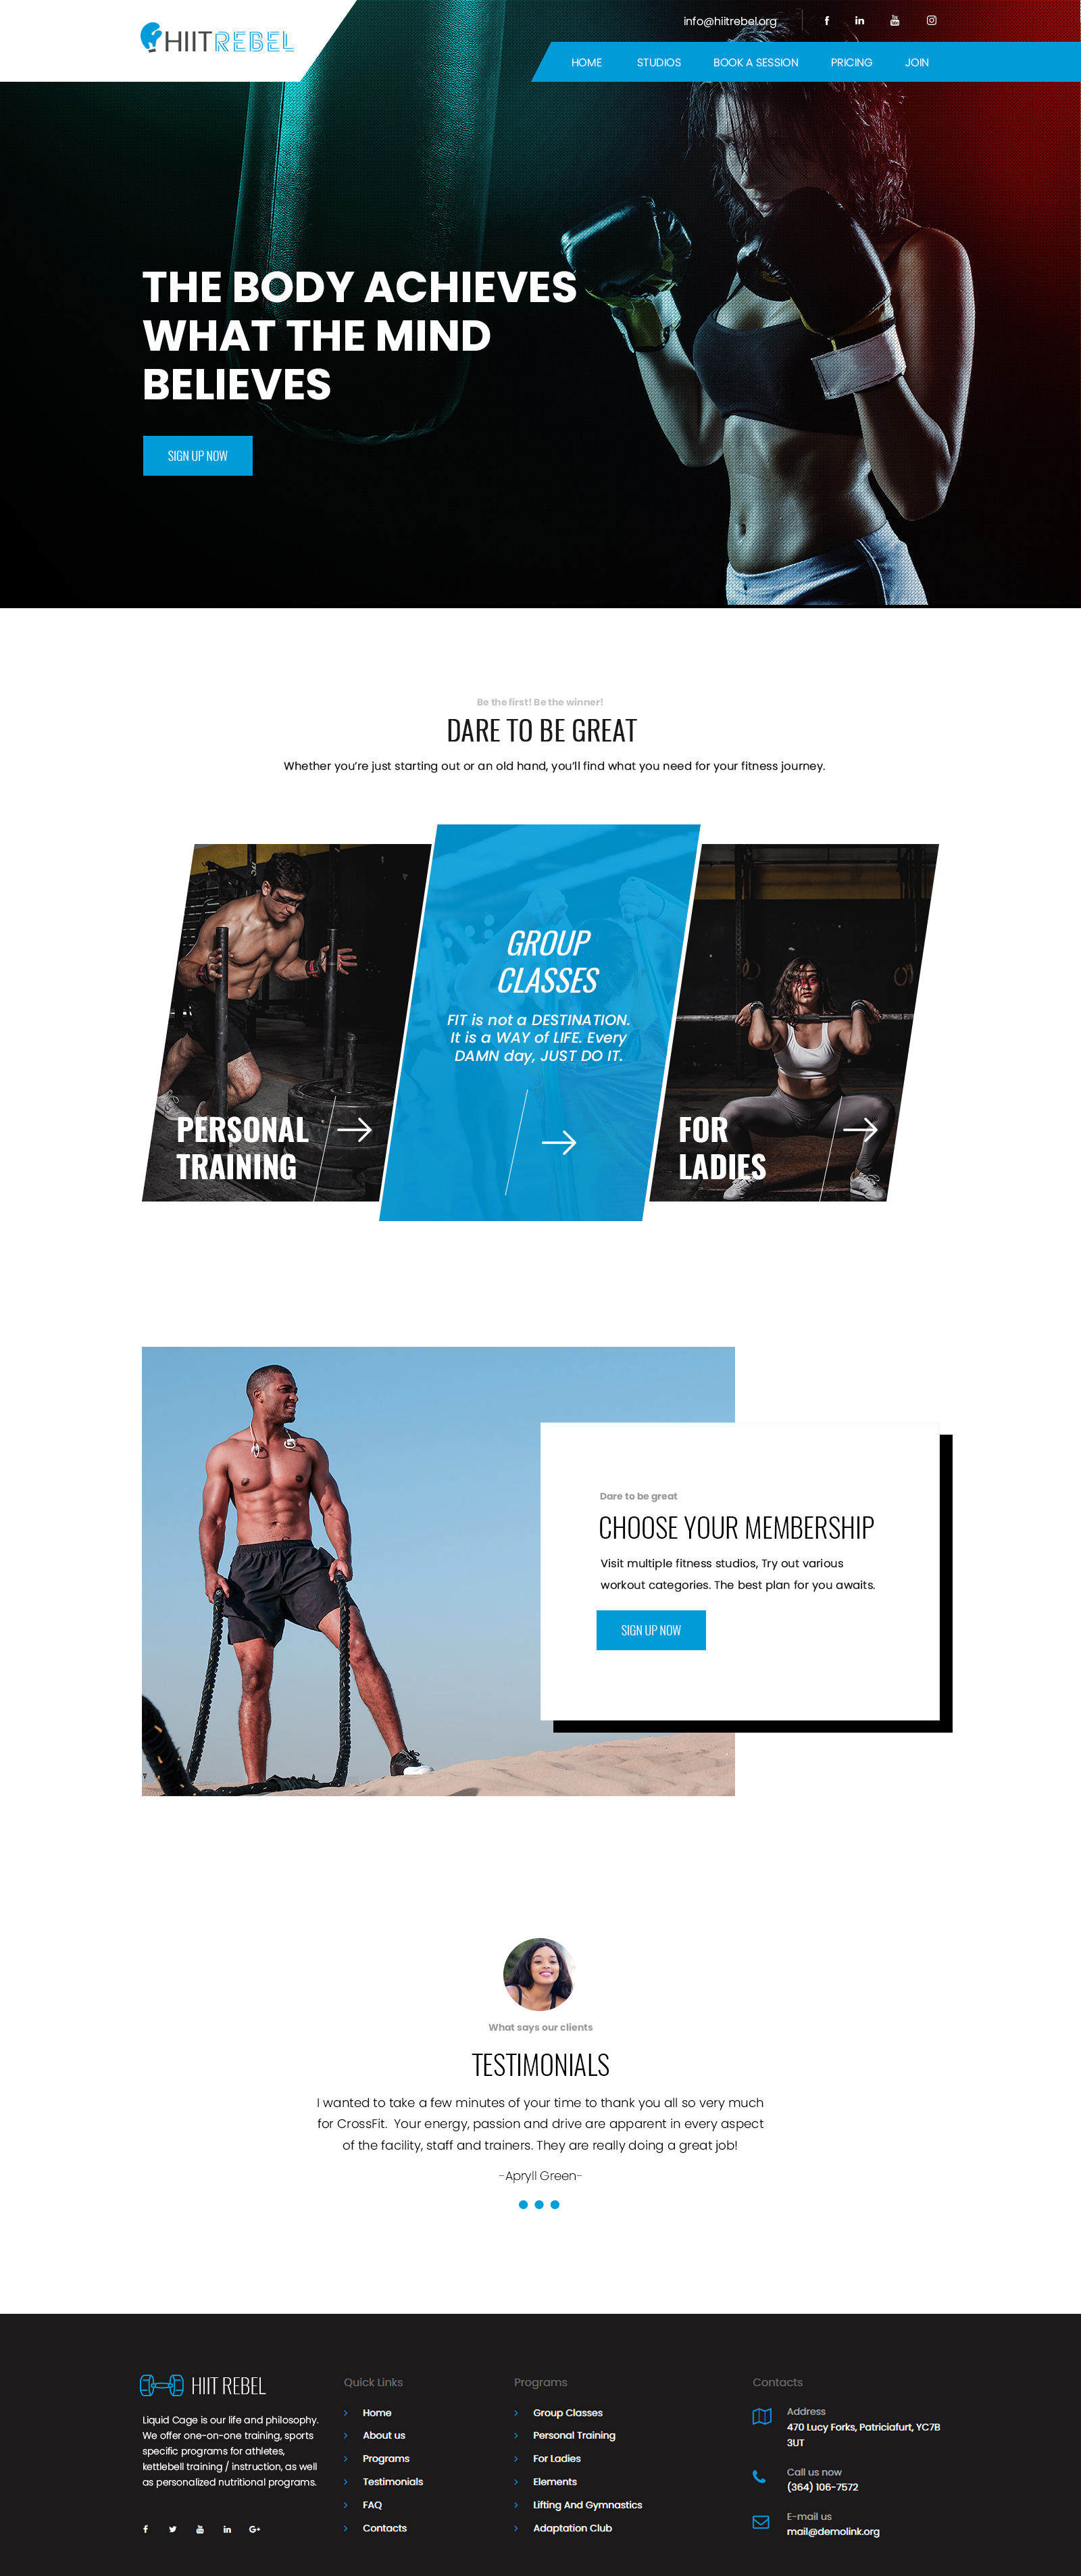 HIITREBEL
info@hiitrebel.org
HOME STUDIOS BOOK A SESSION PRICING JOIN
THE BODY ACHIEVES
WHAT THE MIND
BELIEVES
SIGN UP NOW
Be the first! Be the winner!
DARE TO BE GREAT
Whether you're just starting out or an old hand, you'll find what you need for your fitness journey.
PERSONAL
TRAINING
GROUP
CLASSES
FIT is not a DESTINATION.
It is a WAY of LIFE. Every
DAMN day, JUST DO IT.
FOR
LADIES
Dare to be great
CHOOSE YOUR MEMBERSHIP
Visit multiple fitness studios, Try out various
workout categories. The best plan for you awaits.
SIGN UP NOW
What says our clients
TESTIMONIALS
I wanted to take a few minutes of your time to thank you all so very much
for CrossFit. Your energy, passion and drive are apparent in every aspect
of the facility, staff and trainers. They are really doing a great job!
-Apryll Green-
HIIT REBEL
Liquid Cage is our life and philosophy.
We offer one-on-one training, sports
specific programs for athletes,
kettlebell training / instruction, as well
as personalized nutritional programs.
Quick Links
Home
About us
Programs
Testimonials
FAQ
Contacts
Programs
Group Classes
Personal Training
For Ladies
Elements
Lifting And Gymnastics
Adaptation Club
Contacts
Address
470 Lucy Forks, Patriciafurt, YC7B
3UT
Call us now
(364) 106-7572
E-mail us
mail@demolink.org